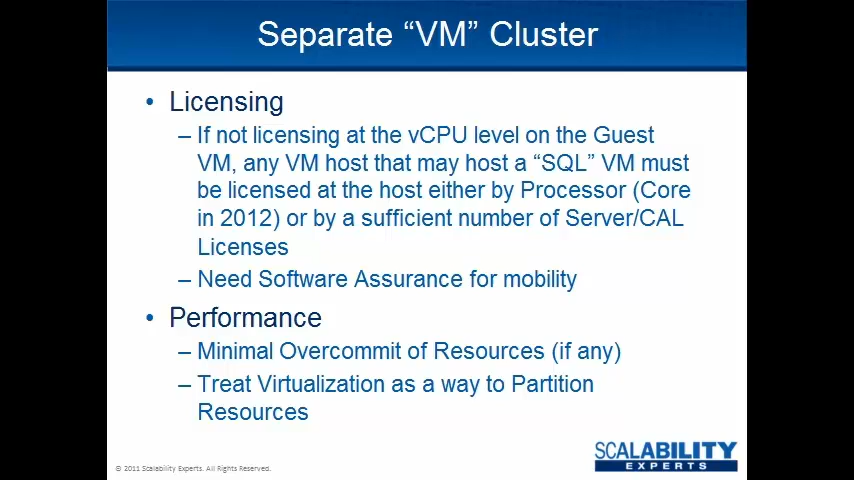 Separate “VM” Cluster
• Licensing
– If not licensing at the vCPU level on the Guest
VM, any VM host that may host a “SQL” VM must
be licensed at the host either by Processor (Core
in 2012) or by a sufficient number of Server/CAL
Licenses
– Need Software Assurance for mobility
• Performance
– Minimal Overcommit of Resources (if any)
– Treat Virtualization as a way to Partition
Resources
© 2011 Scalability Experts. All Rights Reserved.
SCALABILITY
EXPERTS